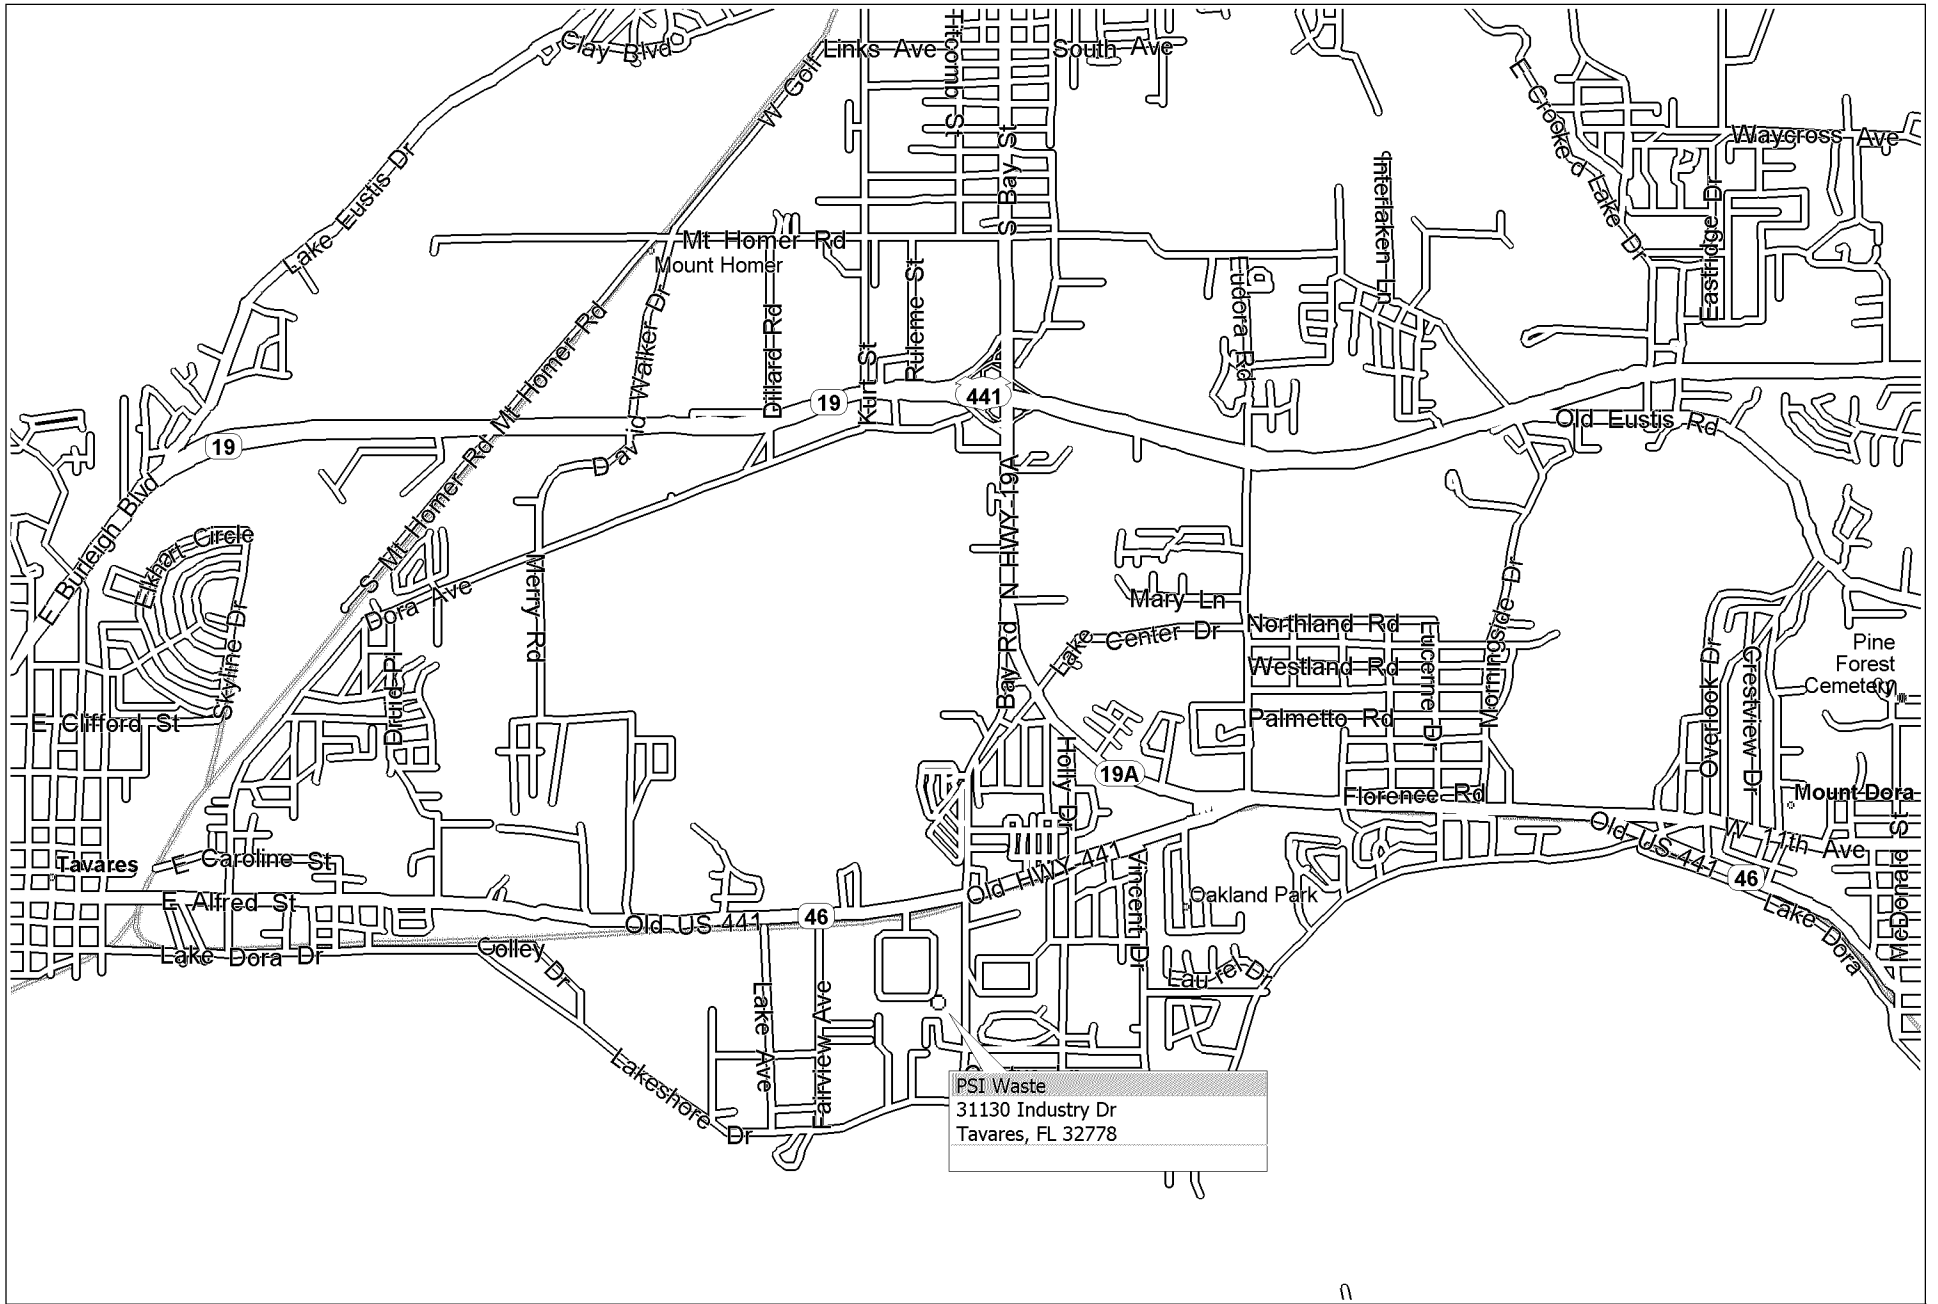 Clay Blvd
Links Ave
Titcomb St
South Ave
W Golf
E Crooked Lake Dr
Waycross Ave
Lake Eustis Dr
S Bay St
Interlaken Ln
Eastridge Dr
Mt Homer Rd
Mount Homer
Ruleme St
Eudora Rd
David Walker Dr
Dillard Rd
Kurt St
Mt Homer Rd
441
19
19
Old Eustis Rd
Mt Homer Rd
E Burleigh Blvd
N HWY-19A
Elkhart Circle
S Mt Homer Rd
Dora Ave
Merry Rd
Mary Ln
Morningside Dr
Skyline Dr
Lake Center Dr
Northland Rd
Lucerne Dr
Westland Rd
Pine
Forest
Cemetery
Druid Pl
Bay Rd
Overlook Dr
Crestview Dr
E Clifford St
Palmetto Rd
Holly Dr
19A
Florence Rd
Mount Dora
Old US 441
W 11th Ave
McDonald St
Tavares
E Caroline St
Old HWY 441
Vincent Dr
46
E Alfred St
Oakland Park
Old US 441
46
Lake Dora
Lake Dora Dr
Colley Dr
Laurel Dr
Lake Ave
Fairview Ave
Lakeshore Dr
PSI Waste
31130 Industry Dr
Tavares, FL 32778